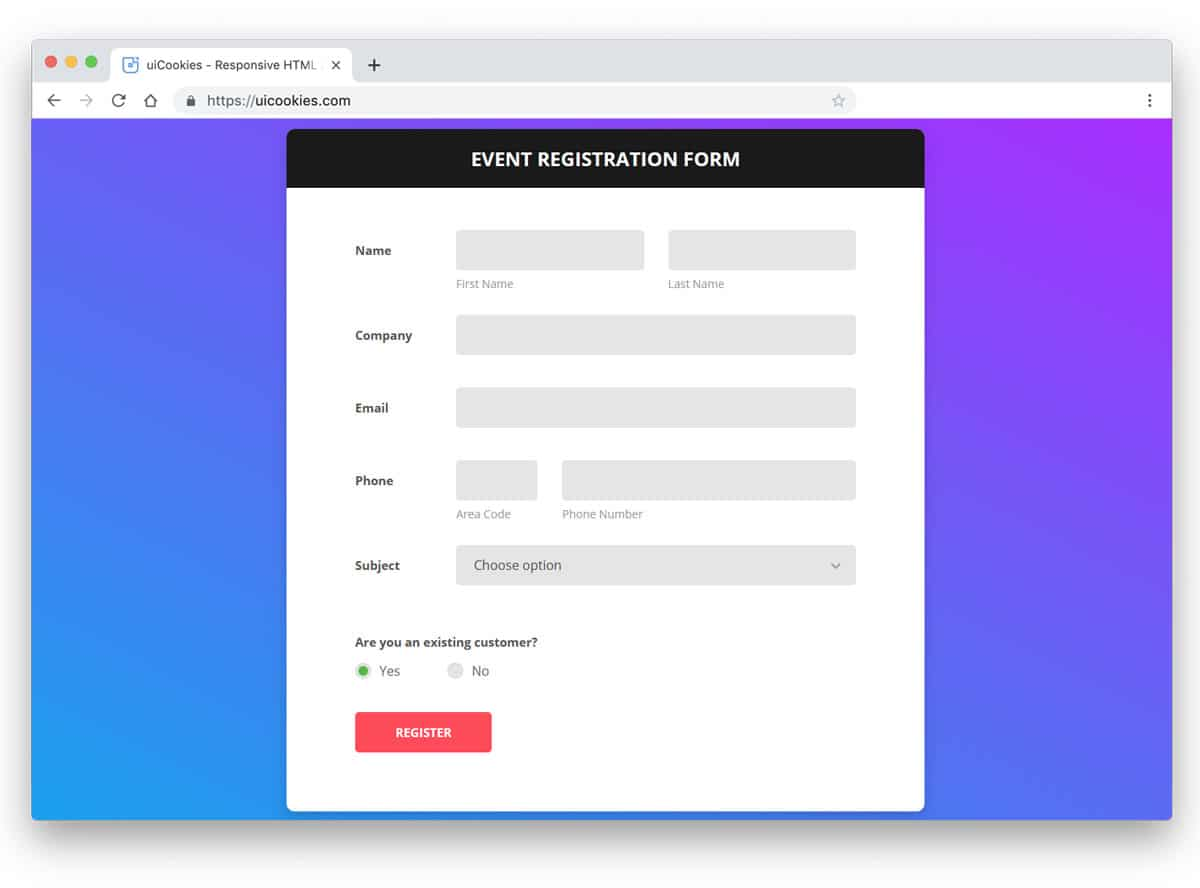 uiCookies - Responsive HTML
https://uicookies.com
EVENT REGISTRATION FORM
Name
First Name
Last Name
Company
Email
Phone
Area Code
Phone Number
Subject
Choose option
Are you an existing customer?
Yes
No
REGISTER